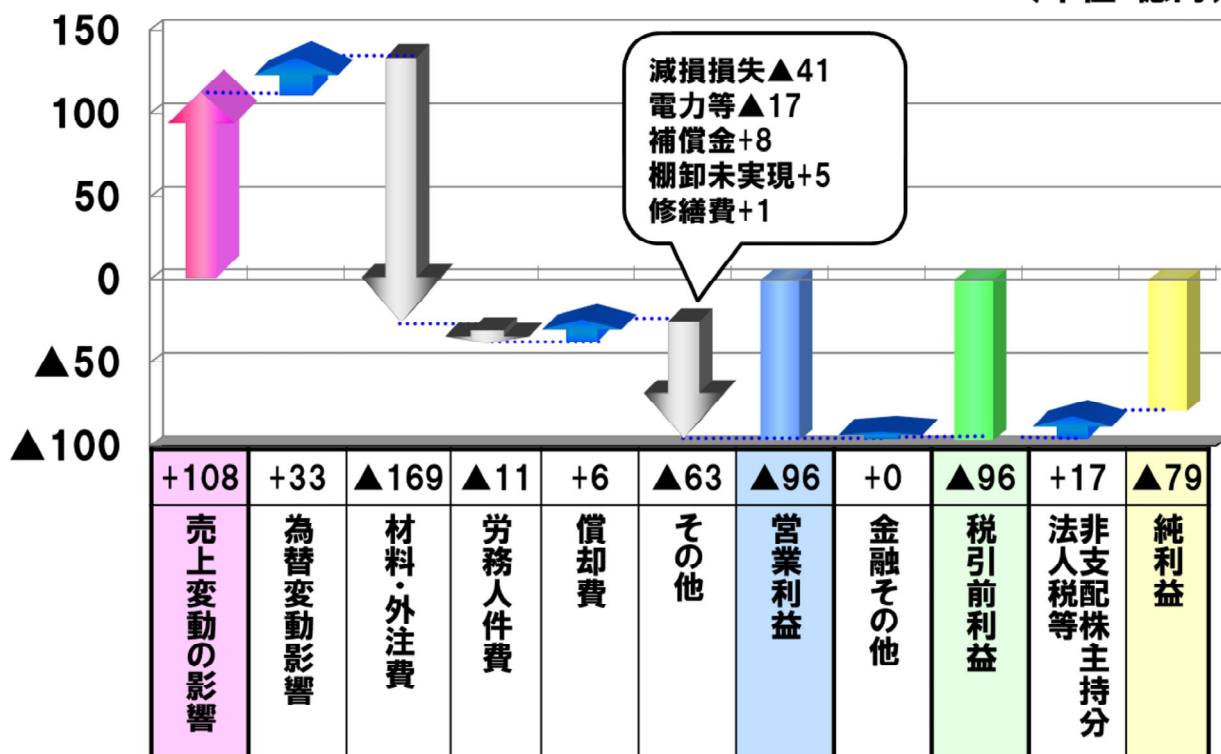 150
100
50
0
▲50
▲100
減損損失▲41
電力等▲17
補償金+8
棚卸未実現+5
修繕費+1
+108
+33
▲169
▲11
+6
▲63
▲96
+0
▲96
+17
▲79
売上変動の影響
為替変動影響
材料・外注費
労務人件費
償却費
その他
営業利益
金融その他
税引前利益
非支配株主持分
法人税等
純利益